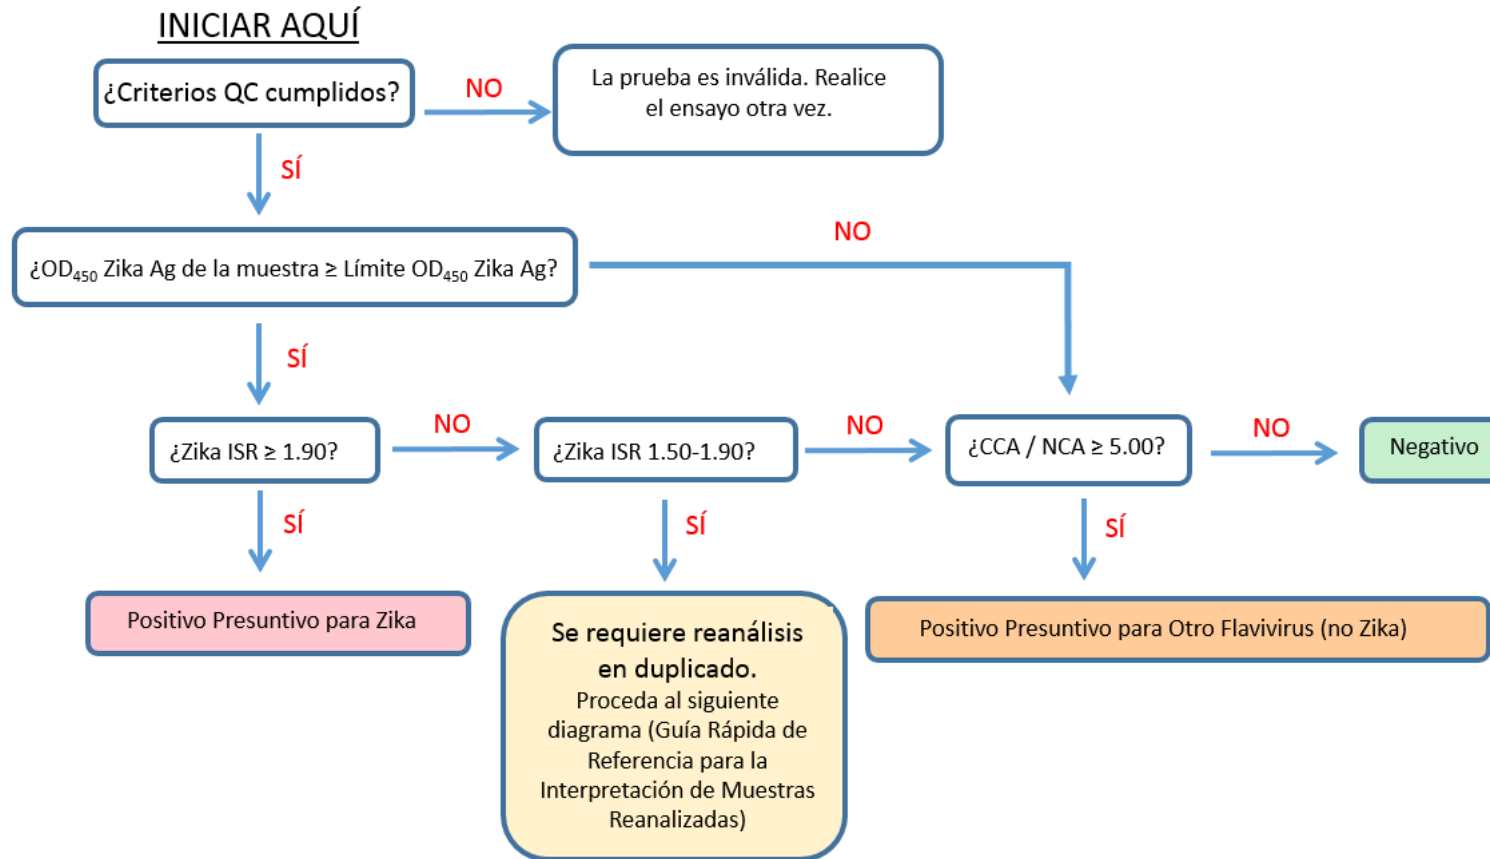 INICIAR AQUÍ
¿Criterios QC cumplidos?
NO
La prueba es inválida. Realice
el ensayo otra vez.
SÍ
¿OD450 Zika Ag de la muestra ≥ Límite OD450 Zika Ag?
NO
SÍ
¿Zika ISR ≥ 1.90?
NO
¿Zika ISR 1.50-1.90?
NO
¿CCA / NCA ≥ 5.00?
NO
Negativo
SÍ
SÍ
SÍ
Positivo Presuntivo para Zika
Se requiere reanálisis
en duplicado.
Proceda al siguiente
diagrama (Guía Rápida de
Referencia para la
Interpretación de Muestras
Reanalizadas)
Positivo Presuntivo para Otro Flavivirus (no Zika)